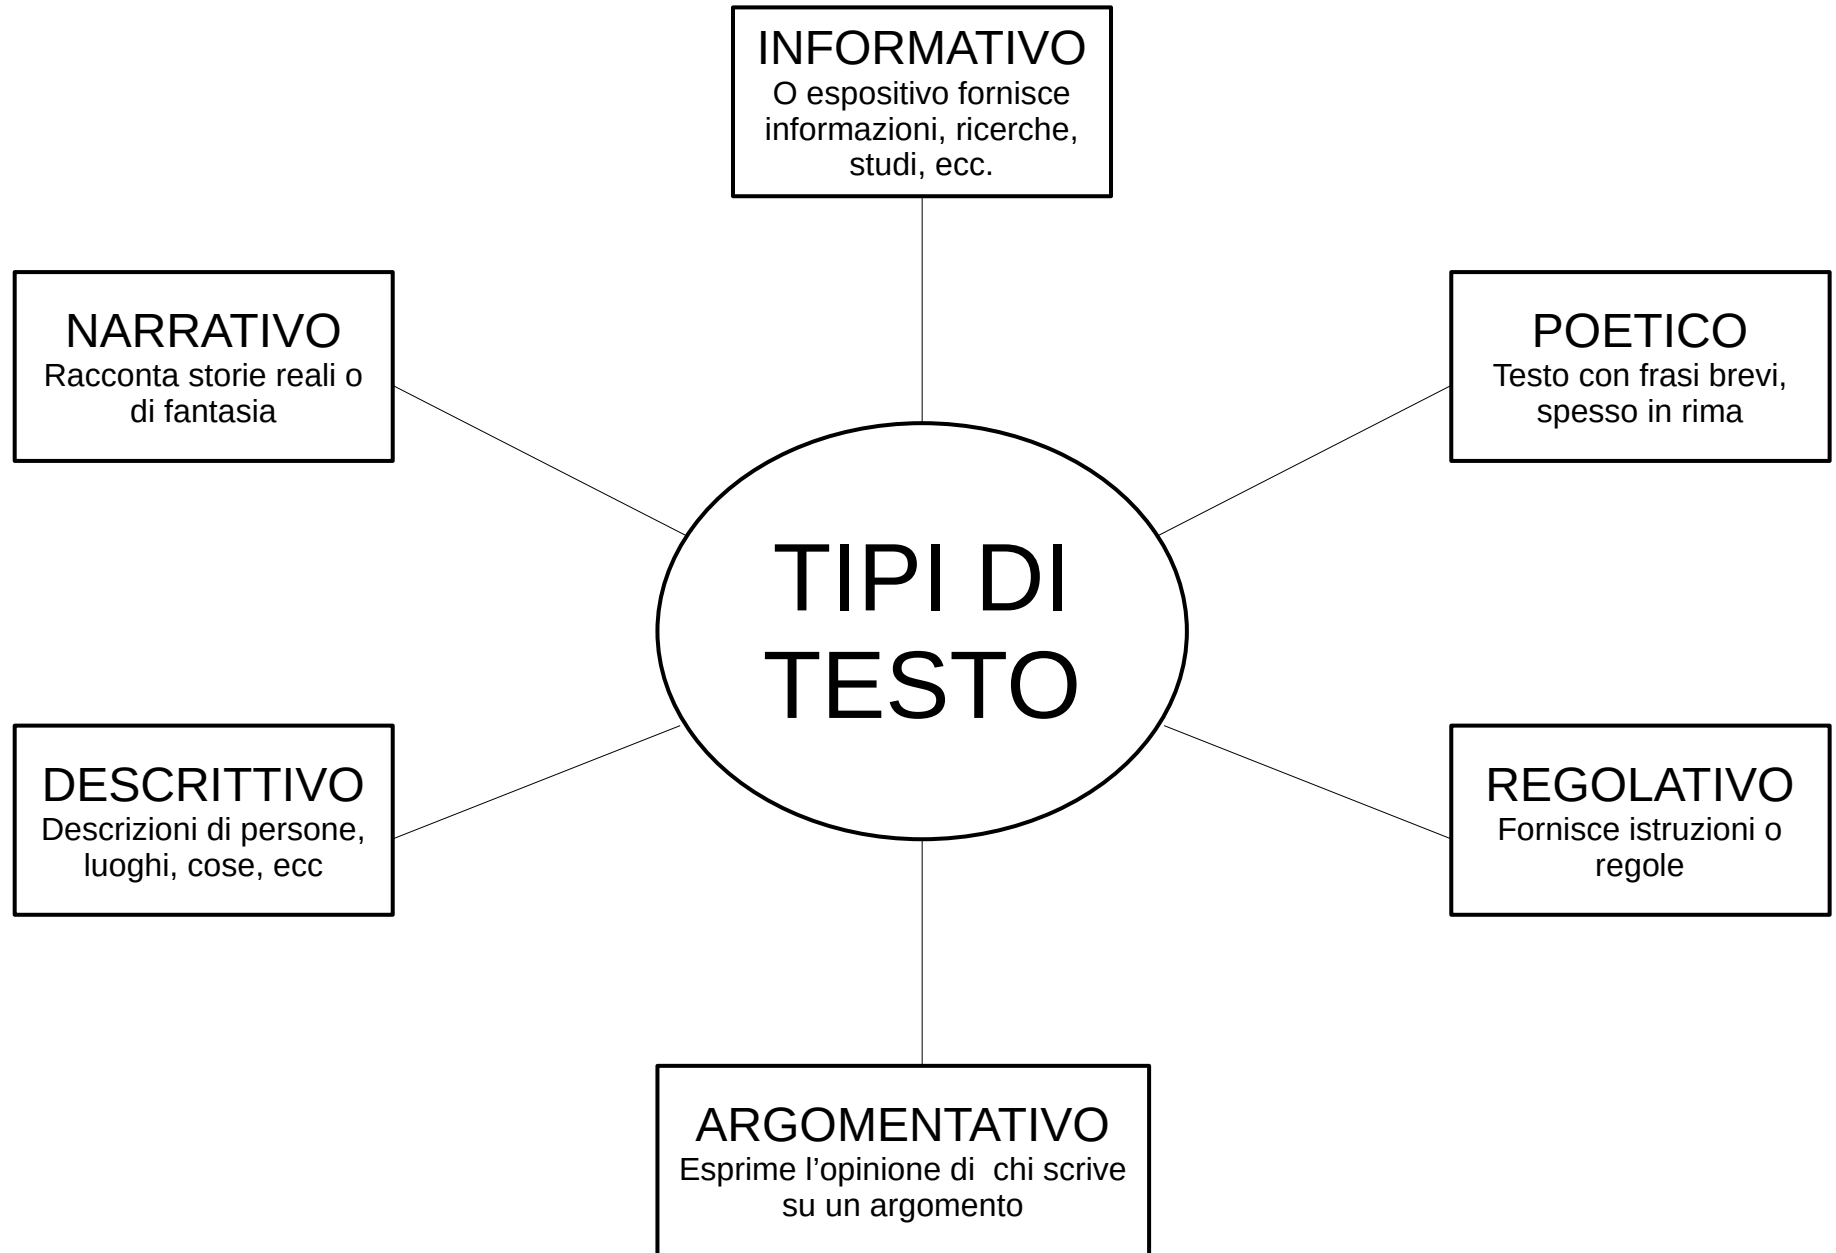 INFORMATIVO
O espositivo fornisce
informazioni, ricerche,
studi, ecc.
NARRATIVO
Racconta storie reali o
di fantasia
POETICO
Testo con frasi brevi,
spesso in rima
TIPI DI
TESTO
DESCRITTIVO
Descrizioni di persone,
luoghi, cose, ecc
REGOLATIVO
Fornisce istruzioni o
regole
ARGOMENTATIVO
Esprime l’opinione di  chi scrive
su un argomento